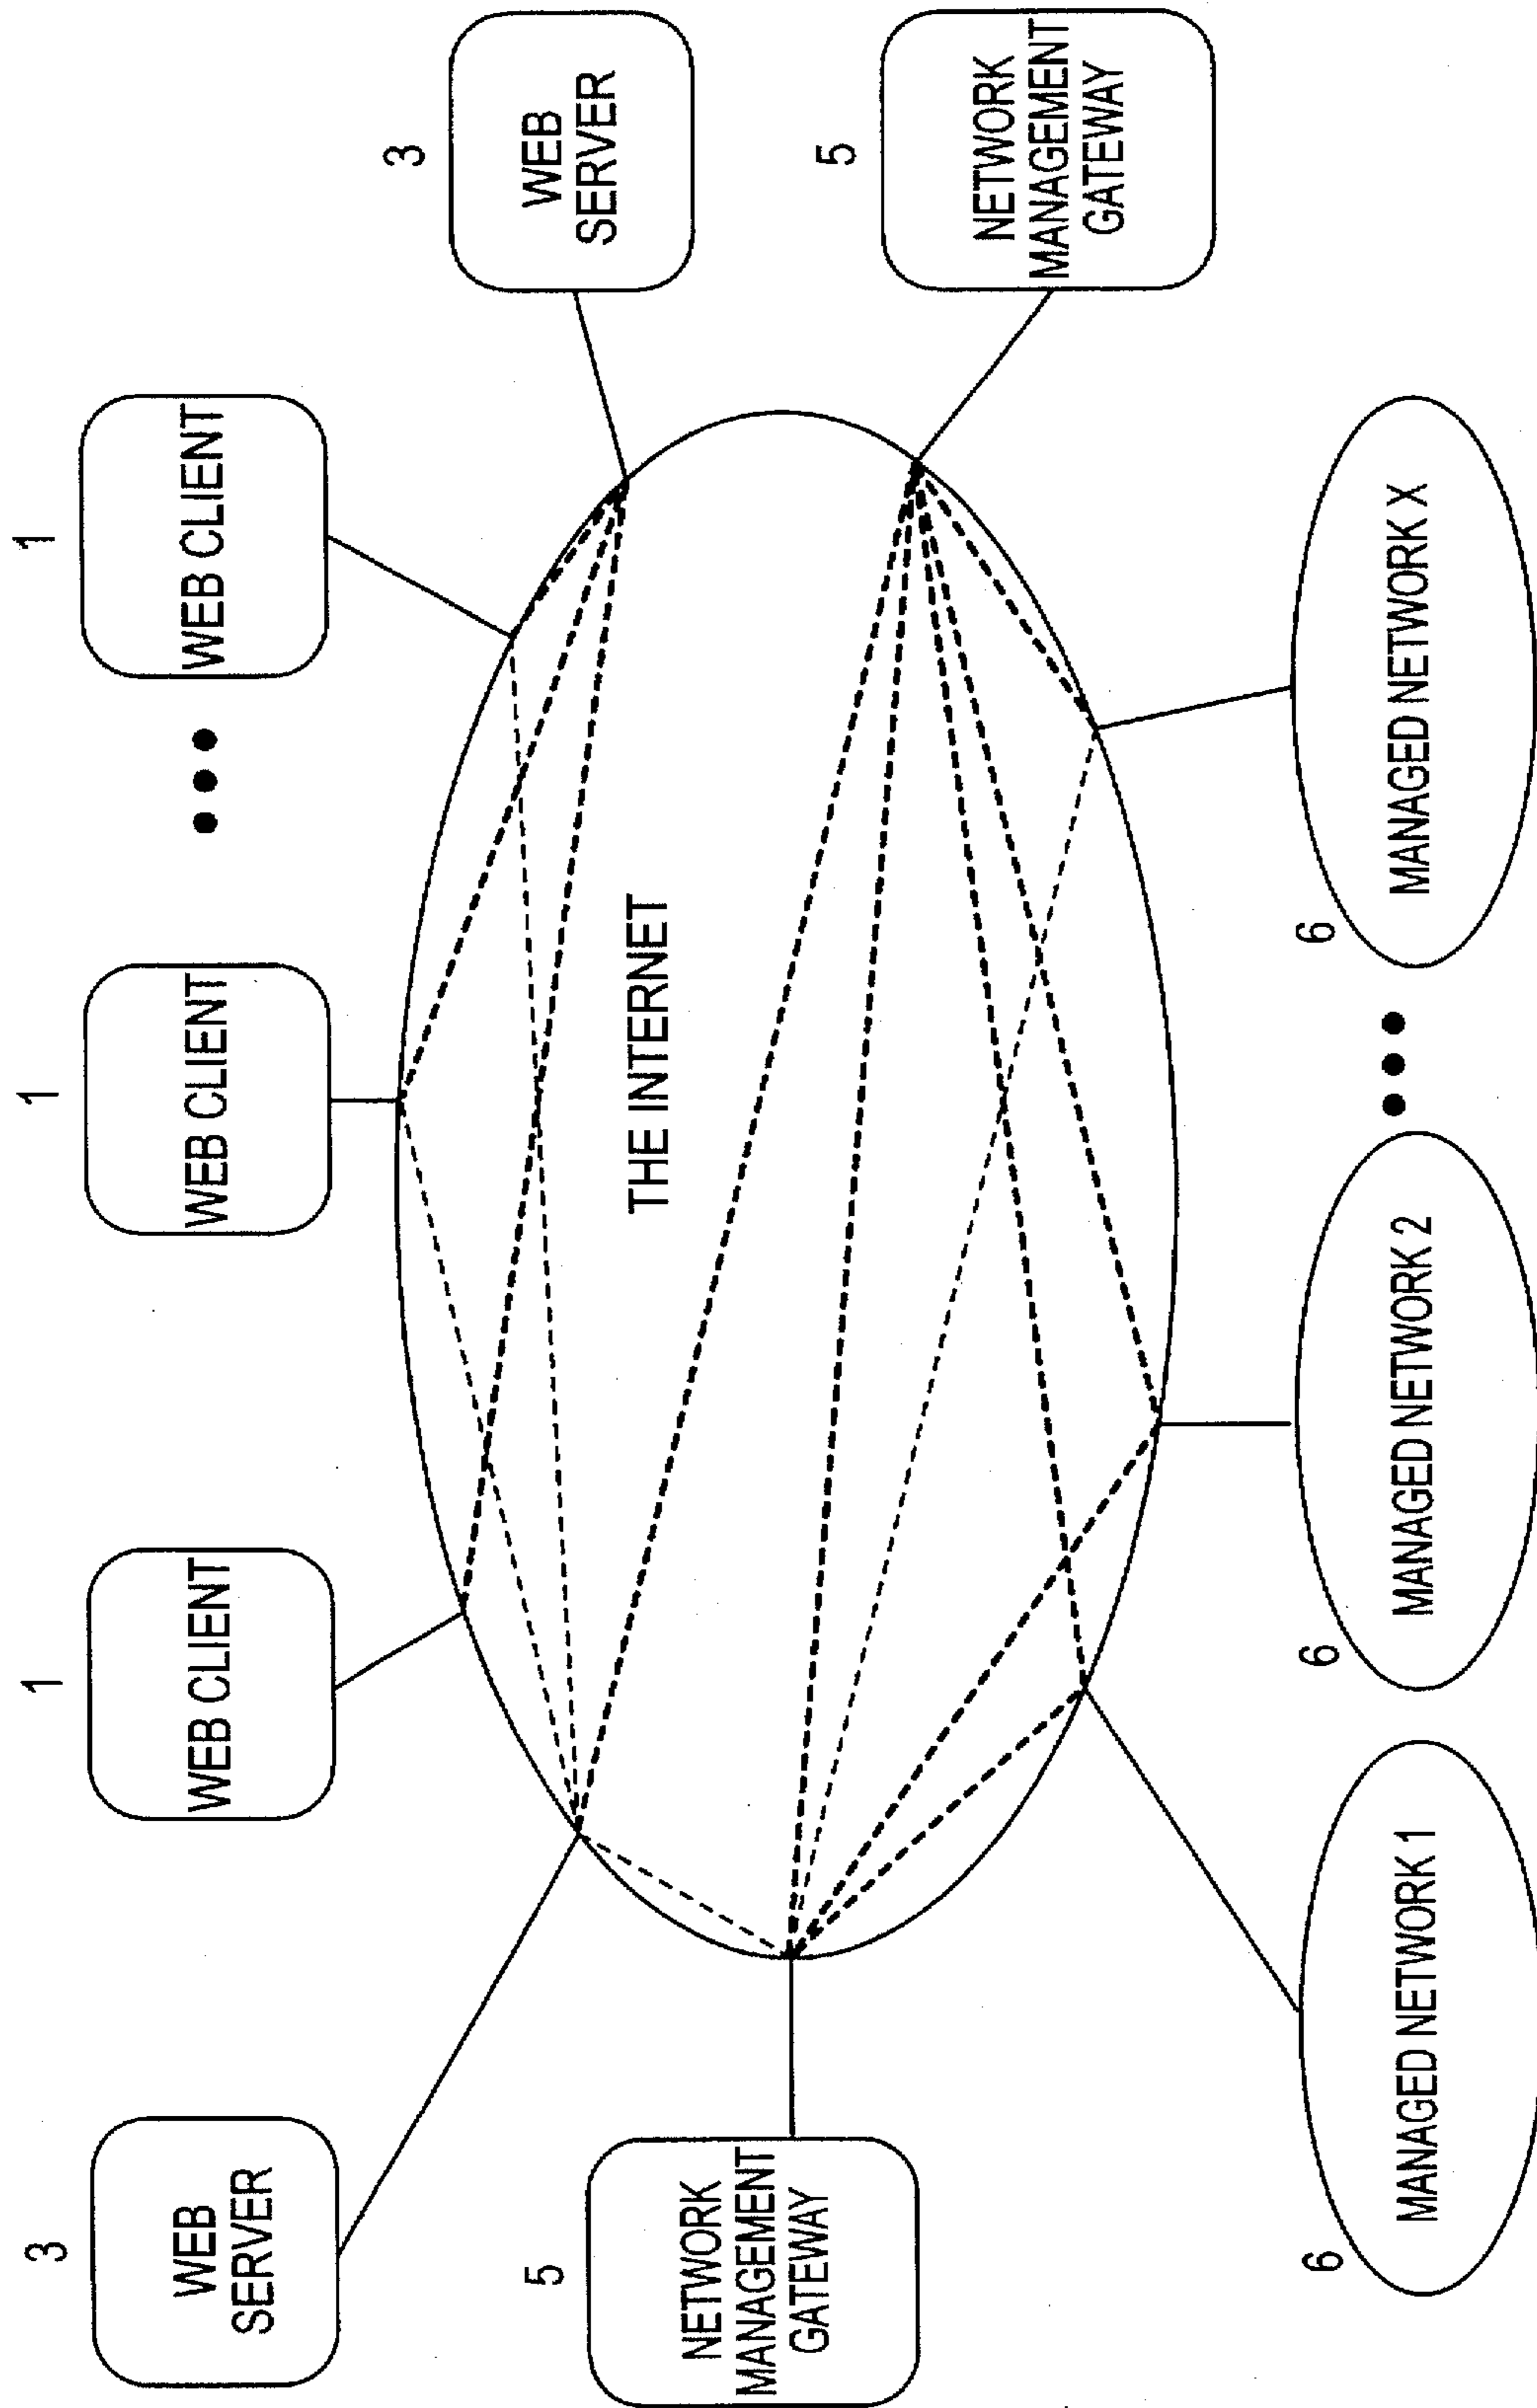 3
WEB
SERVER
1
WEB CLIENT
1
WEB CLIENT
1
WEB CLIENT
3
WEB
SERVER
5
NETWORK
MANAGEMENT
GATEWAY
THE INTERNET
5
NETWORK
MANAGEMENT
GATEWAY
6
MANAGED NETWORK 1
6
MANAGED NETWORK 2
6
MANAGED NETWORK X